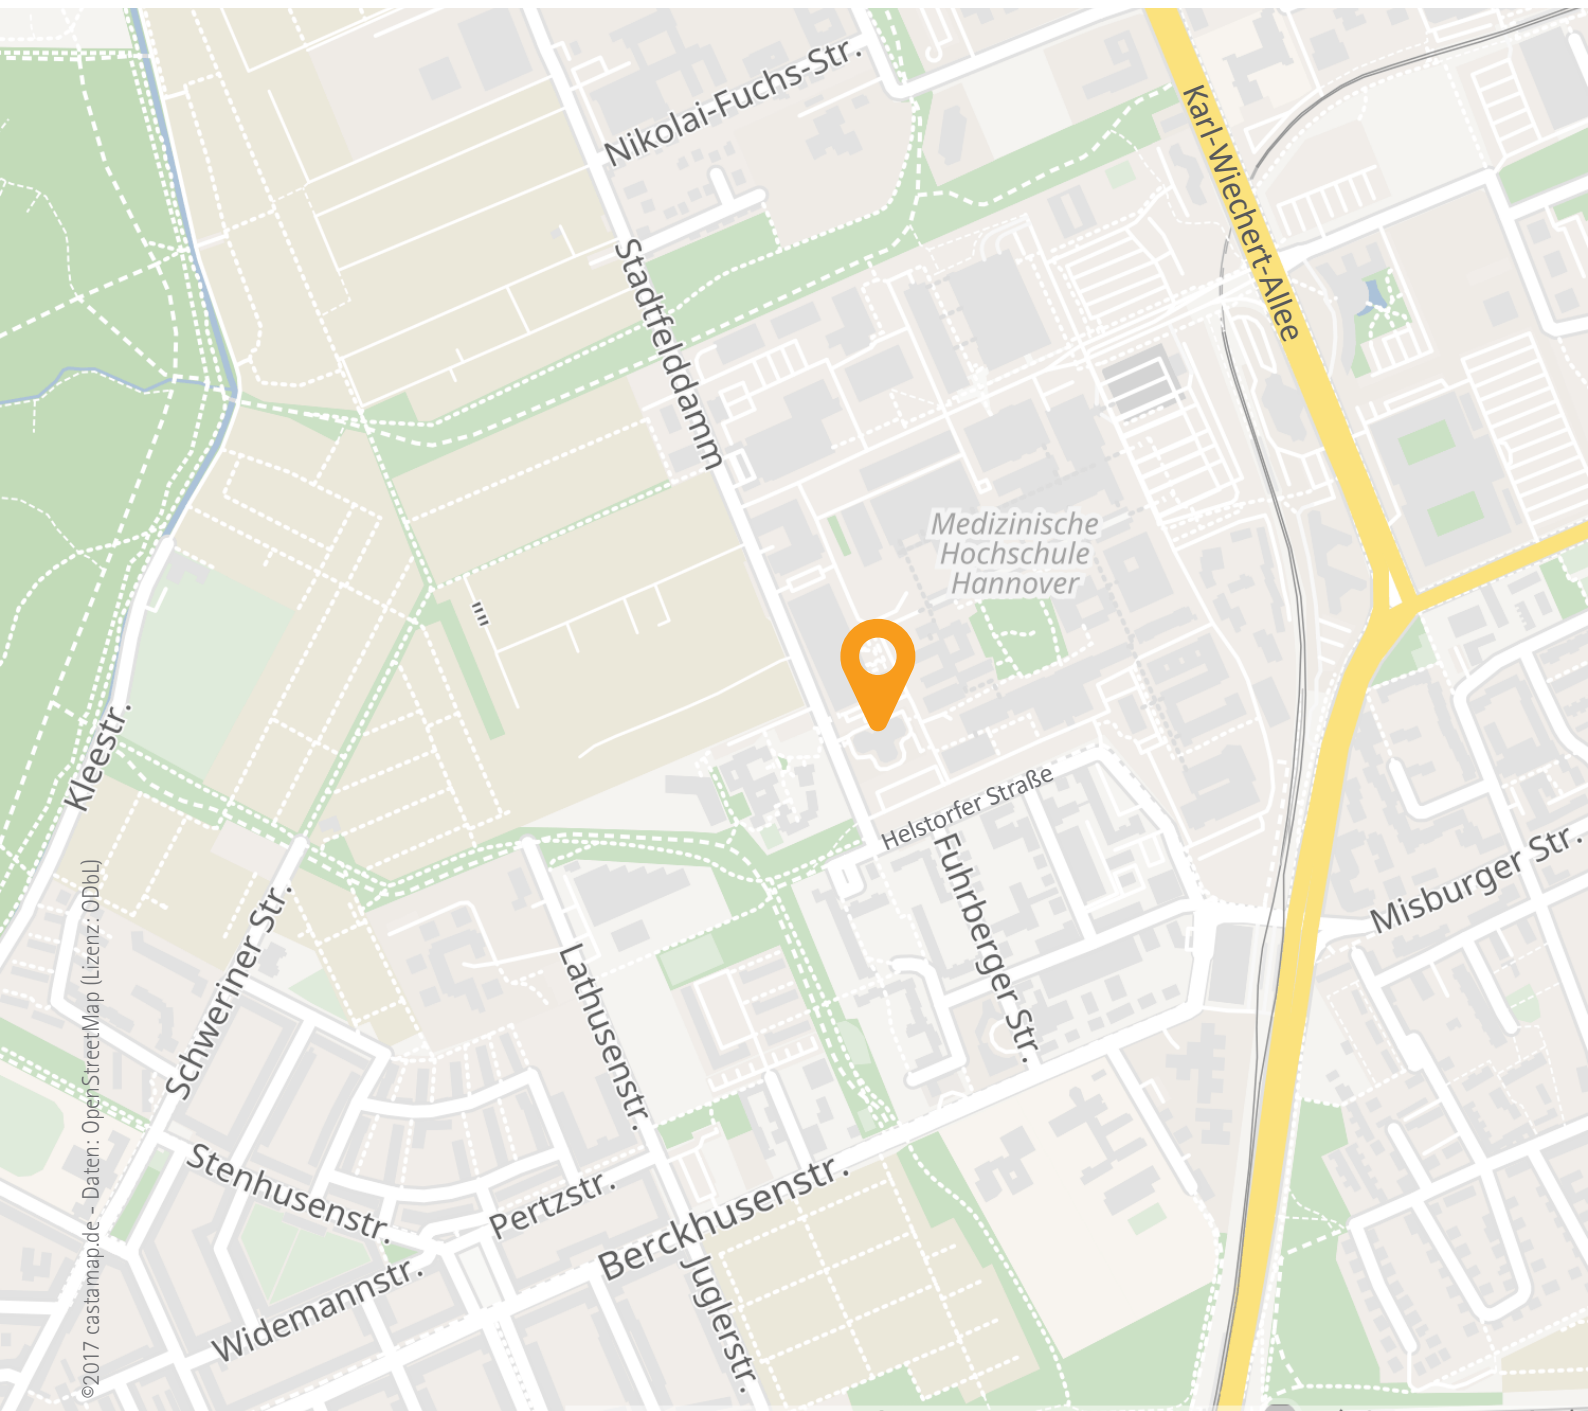 Nikolai-Fuchs-Str.
Karl-Wiechert-Allee
Stadtfelddamm
Medizinische
Hochschule
Hannover
Kleestr.
Helstorfer Straße
Fuhrberger Str.
Misburger Str.
Schweriner Str.
Lathusenstr.
Stenhusenstr.
Pertzstr.
Berckhusenstr.
Widemannstr.
Juglerstr.
©2017 castamap.de - Daten: OpenStreetMap (Lizenz: ODbL)